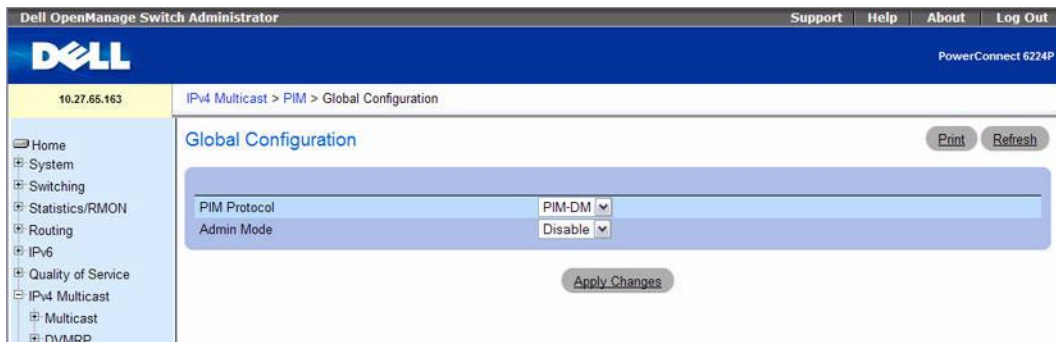 Dell OpenManage Switch Administrator
Support Help About Log Out
DELL
PowerConnect 6224P
10.27.65.163
IPv4 Multicast > PIM > Global Configuration
Home
System
Switching
Statistics/RMON
Routing
IPv6
Quality of Service
IPv4 Multicast
Multicast
DVMRP
Global Configuration
Print Refresh
PIM Protocol PIM-DM
Admin Mode Disable
Apply Changes